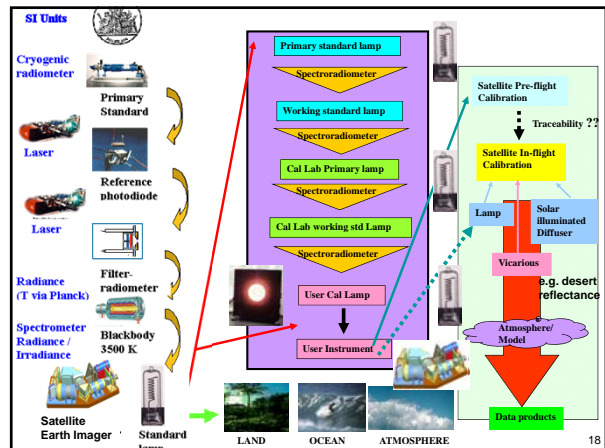 SI Units
Cryogenic
radiometer
Primary
Standard
Laser
Reference
photodiode
Laser
Filter-
radiometer
Radiance
(T via Planck)
Blackbody
3500 K
Spectrometer
Radiance /
Irradiance
Satellite
Earth Imager
Standard
lamp
Primary standard lamp
Spectroradiometer
Working standard lamp
Spectroradiometer
Cal Lab Primary lamp
Spectroradiometer
Cal Lab working std Lamp
Spectroradiometer
User Cal Lamp
User Instrument
LAND
OCEAN
ATMOSPHERE
Satellite Pre-flight
Calibration
Traceability ??
Satellite In-flight
Calibration
Lamp
Solar
illuminated
Diffuser
Vicarious
e.g. desert
reflectance
Atmosphere/
Model
Data products
18